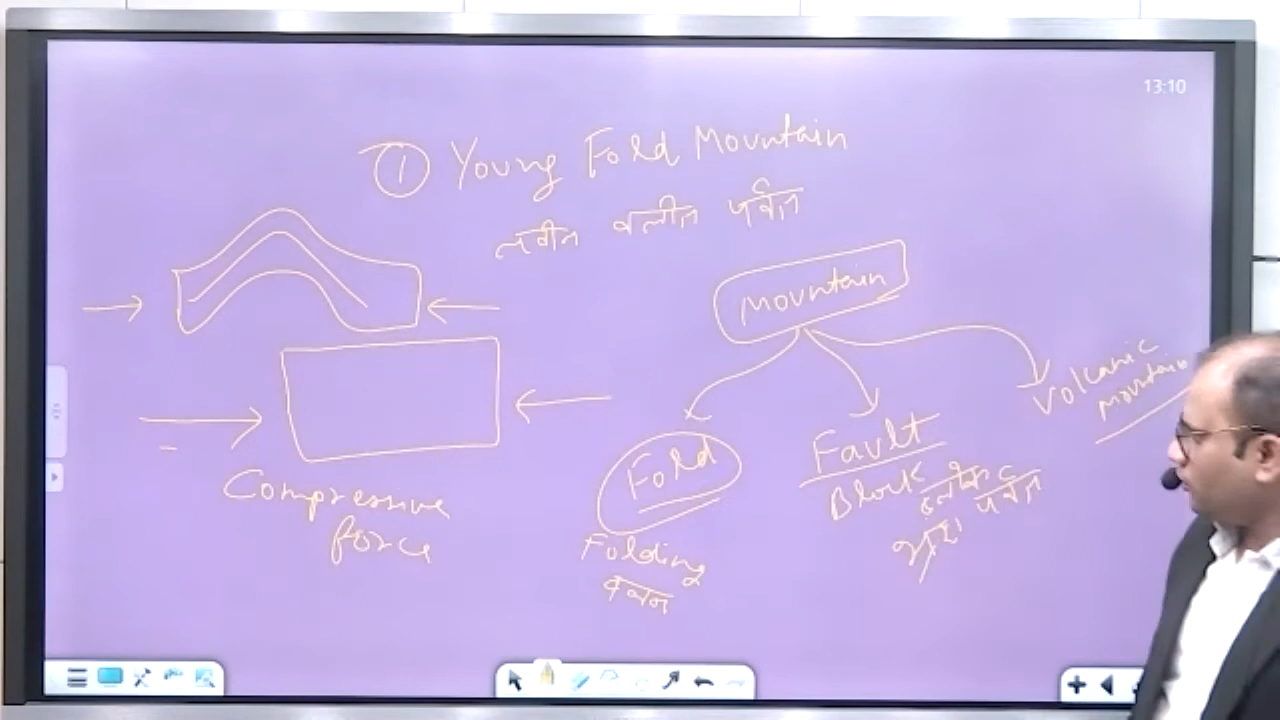 13:10
① Young Fold Mountain
नवीन वलीत पर्वत
Mountain
Volcanic
Mountain
Fold
Fault
Block
पर्वत
Compressive
force
Folding
वलन